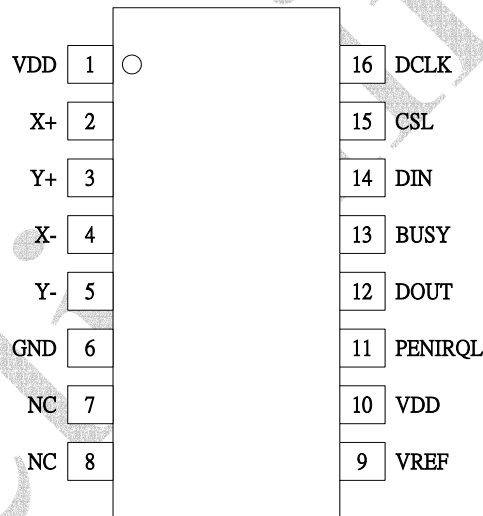 VDD 1 16 DCLK
X+ 2 15 CSL
Y+ 3 14 DIN
X- 4 13 BUSY
Y- 5 12 DOUT
GND 6 11 PENIRQL
NC 7 10 VDD
NC 8 9 VREF